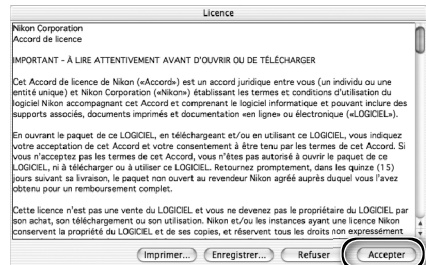 Licence
Nikon Corporation
Accord de licence
IMPORTANT - À LIRE ATTENTIVEMENT AVANT D'OUVRIR OU DE TÉLÉCHARGER
Cet Accord de licence de Nikon («Accord») est un accord juridique entre vous (un individu ou une
entité unique) et Nikon Corporation («Nikon») établissant les termes et conditions d'utilisation du
logiciel Nikon accompagnant cet Accord et comprenant le logiciel informatique et pouvant inclure des
supports associés, documents imprimés et documentation «en ligne» ou électronique («LOGICIEL»).
En ouvrant le paquet de ce LOGICIEL, en téléchargeant et/ou en utilisant ce LOGICIEL, vous indiquez
votre acceptation de cet Accord et votre consentement à être tenu par les termes de cet Accord. Si
vous n'acceptez pas les termes de cet Accord, vous n'êtes pas autorisé à ouvrir le paquet de ce
LOGICIEL, ni à télécharger ou à utiliser ce LOGICIEL. Retournez promptement, dans les quinze (15)
jours suivant sa livraison, le paquet non ouvert au revendeur Nikon agréé auprès duquel vous l'avez
obtenu pour un remboursement complet.
Cette licence n'est pas une vente du LOGICIEL et vous ne devenez pas le propriétaire du LOGICIEL par
son achat, son téléchargement ou son utilisation. Nikon et/ou les instances ayant une licence Nikon
conservent la propriété du LOGICIEL et de ses copies, et réservent tous les droits non expressément
Imprimer... Enregistrer... Refuser Accepter